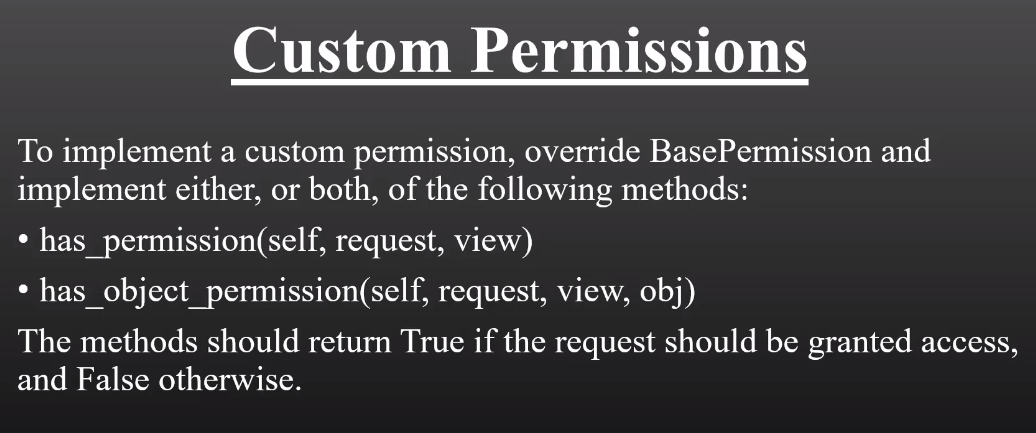 Custom Permissions
To implement a custom permission, override BasePermission and
implement either, or both, of the following methods:
• has_permission(self, request, view)
• has_object_permission(self, request, view, obj)
The methods should return True if the request should be granted access,
and False otherwise.